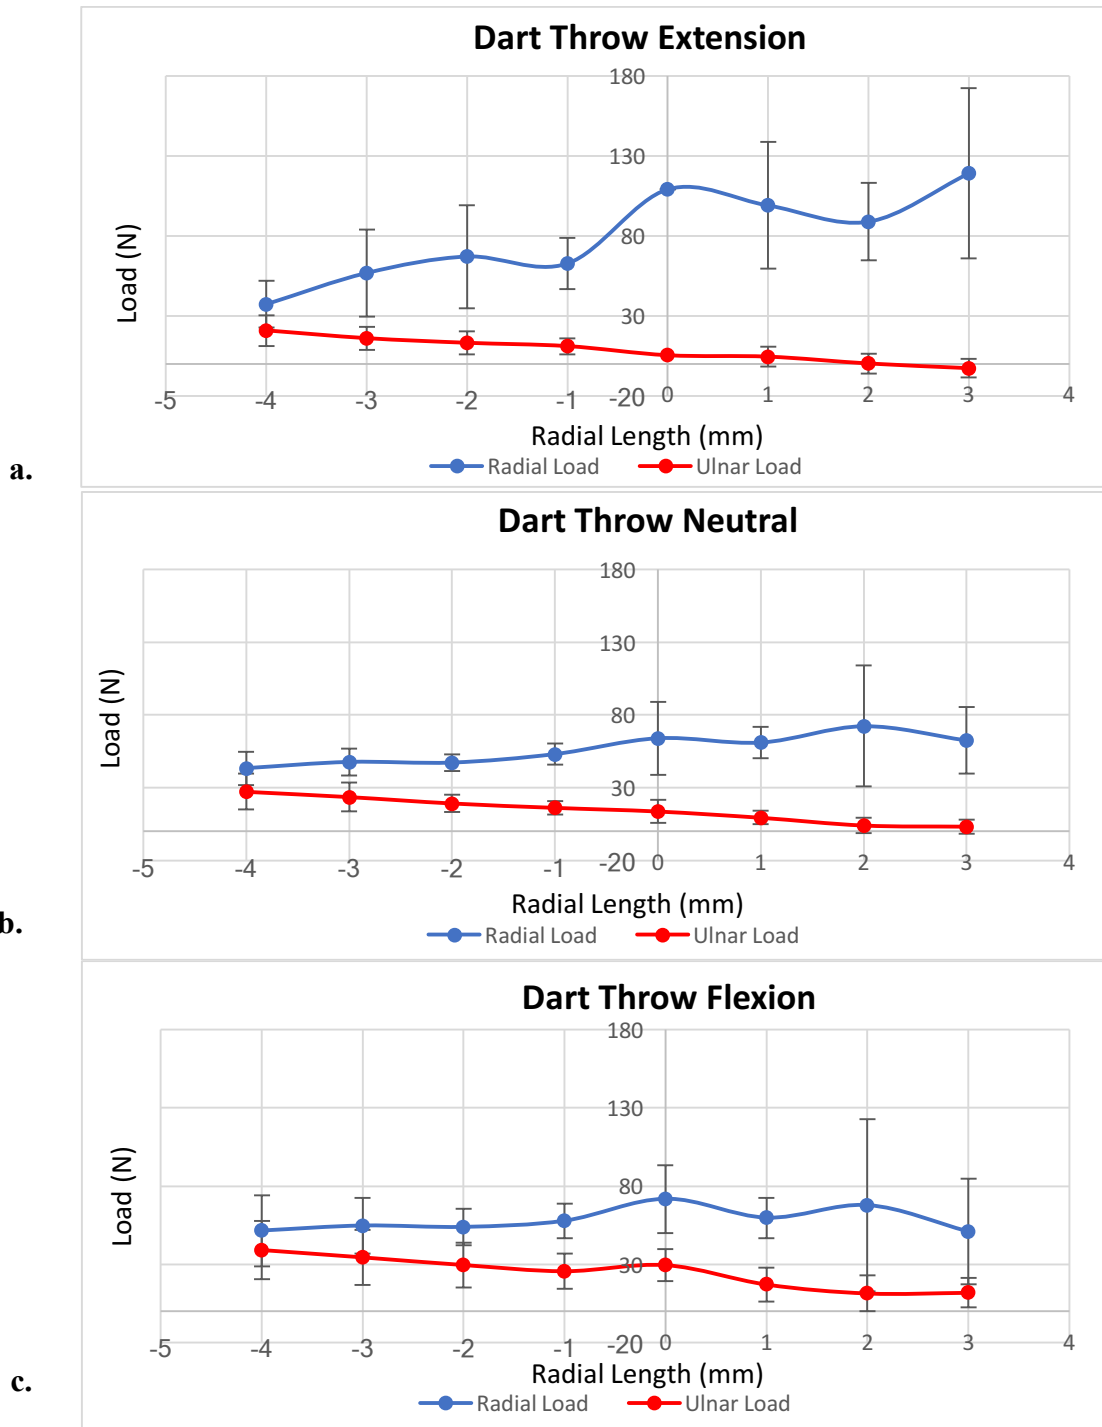 Dart Throw Extension
180
130
80
30
-20
-5 -4 -3 -2 -1 0 1 2 3 4
Load (N)
Radial Length (mm)
Radial Load Ulnar Load
a.
Dart Throw Neutral
180
130
80
30
-20
-5 -4 -3 -2 -1 0 1 2 3 4
Load (N)
Radial Length (mm)
Radial Load Ulnar Load
b.
Dart Throw Flexion
180
130
80
30
-20
-5 -4 -3 -2 -1 0 1 2 3 4
Load (N)
Radial Length (mm)
Radial Load Ulnar Load
c.